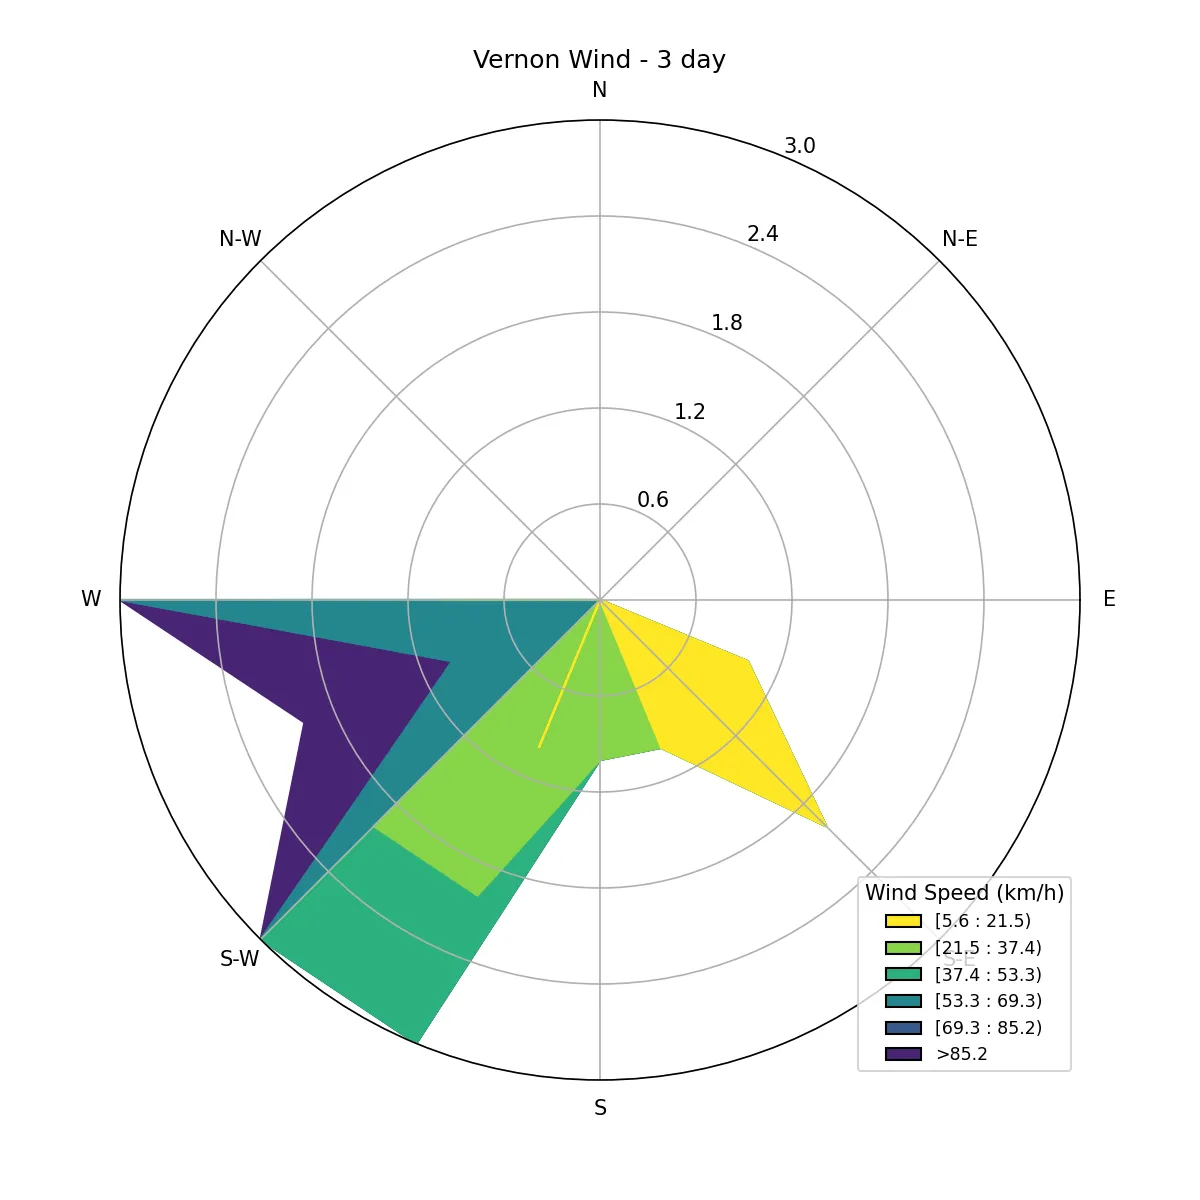 Vernon Wind - 3 day
N
3.0
N-W
2.4
N-E
1.8
1.2
0.6
W
E
Wind Speed (km/h)
[5.6 : 21.5)
[21.5 : 37.4)
S-W
S-E
[37.4 : 53.3)
[53.3 : 69.3)
[69.3 : 85.2)
>85.2
S